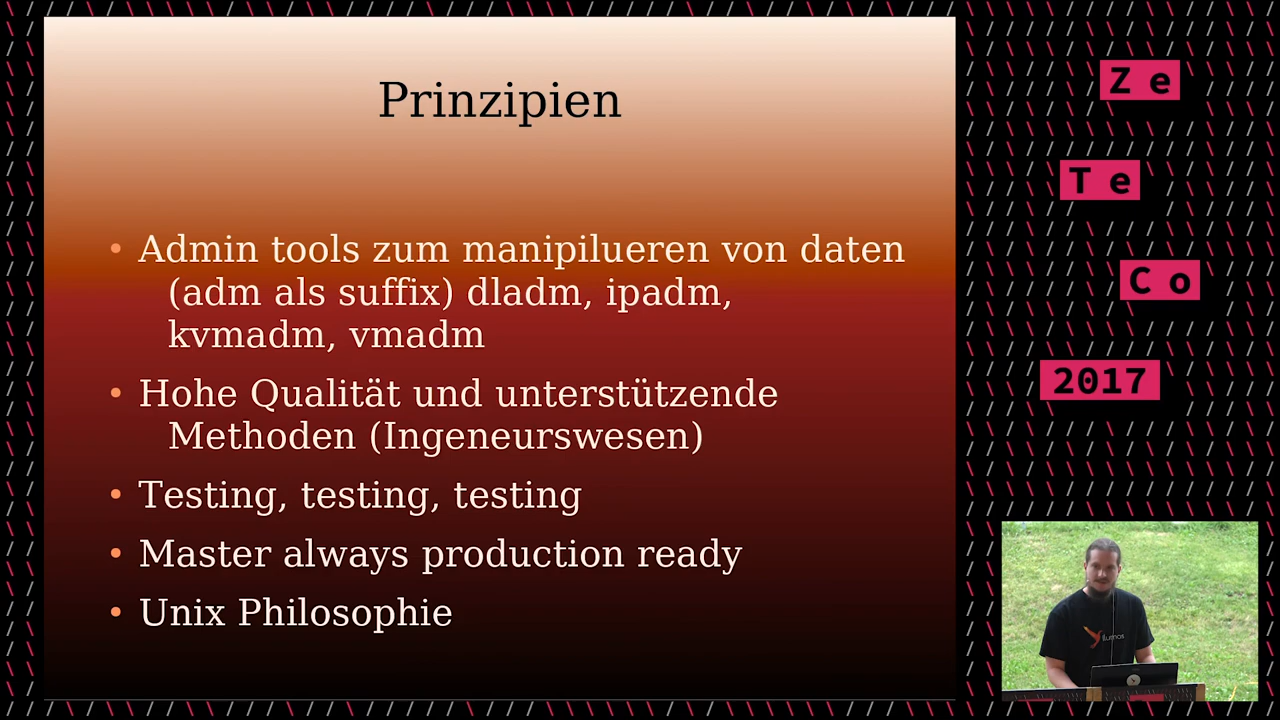 Prinzipien
• Admin tools zum manipilueren von daten
(adm als suffix) dladm, ipadm,
kvmadm, vmadm
• Hohe Qualität und unterstützende
Methoden (Ingeneurswesen)
• Testing, testing, testing
• Master always production ready
• Unix Philosophie
Z e
T e
C o
2017
illumos